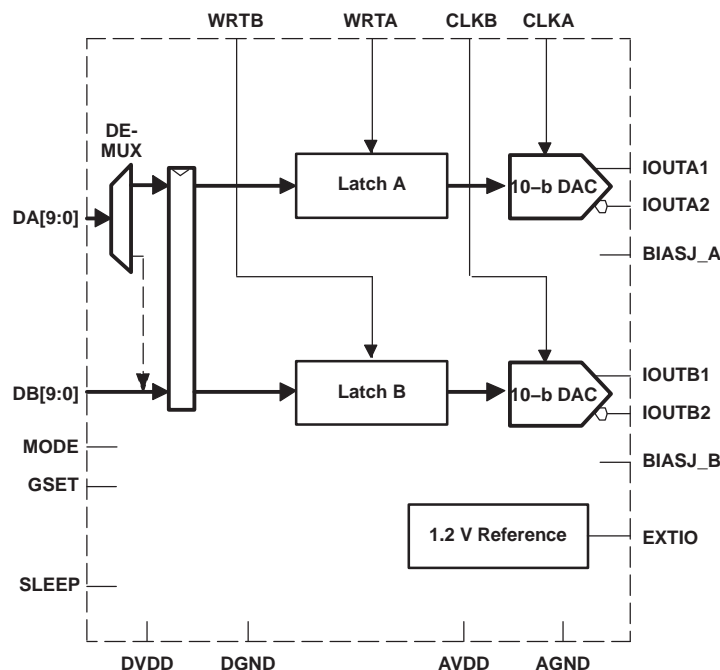 WRTB WRTA CLKB CLKA
DE-
MUX
IOUTA1
Latch A
10–b DAC
IOUTA2
DA[9:0]
BIASJ_A
IOUTB1
DB[9:0]
Latch B
10–b DAC
IOUTB2
MODE
BIASJ_B
GSET
1.2 V Reference
EXTIO
SLEEP
DVDD DGND AVDD AGND